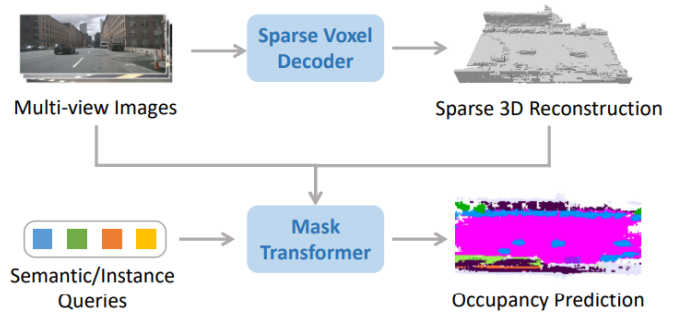 Sparse Voxel
Decoder
Multi-view Images
Sparse 3D Reconstruction
Mask
Transformer
Semantic/Instance
Queries
Occupancy Prediction